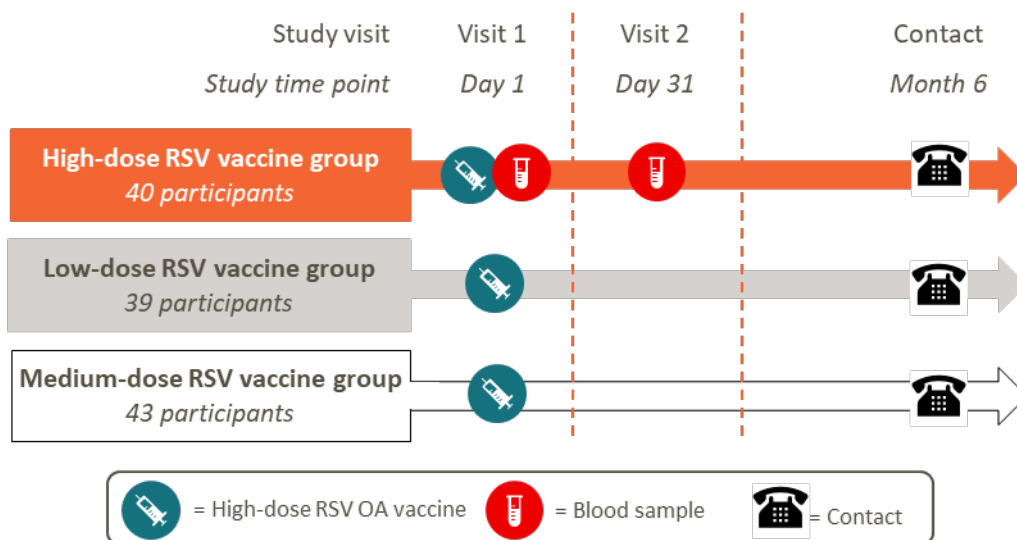 Study visit Visit 1 Visit 2 Contact
Study time point Day 1 Day 31 Month 6
High-dose RSV vaccine group
40 participants
Low-dose RSV vaccine group
39 participants
Medium-dose RSV vaccine group
43 participants
= High-dose RSV OA vaccine = Blood sample = Contact